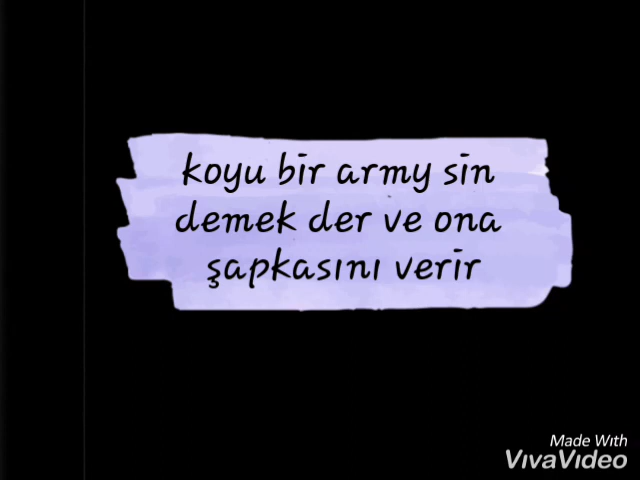 koyu bir army sin
demek der ve ona
şapkasını verir
Made With
VivaVideo